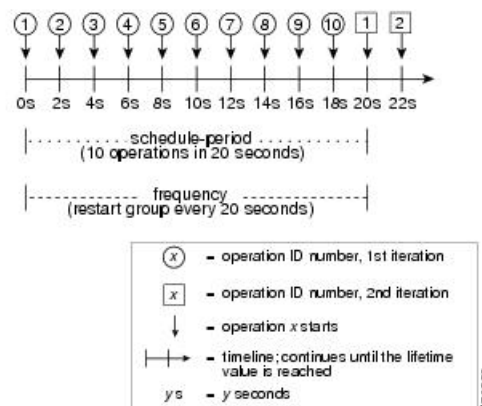 1 2 3 4 5 6 7 8 9 10 1 2
0s 2s 4s 6s 8s 10s 12s 14s 16s 18s 20s 22s
schedule-period
(10 operations in 20 seconds)
frequency
(restart group every 20 seconds)
x = operation ID number, 1st iteration
x = operation ID number, 2nd iteration
= operation x starts
= timeline; continues until the lifetime
value is reached
y s = y seconds